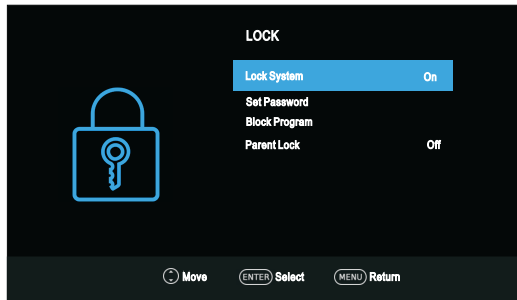 LOCK
Lock System On
Set Password
Block Program
Parent Lock Off
Move ENTER Select MENU Return